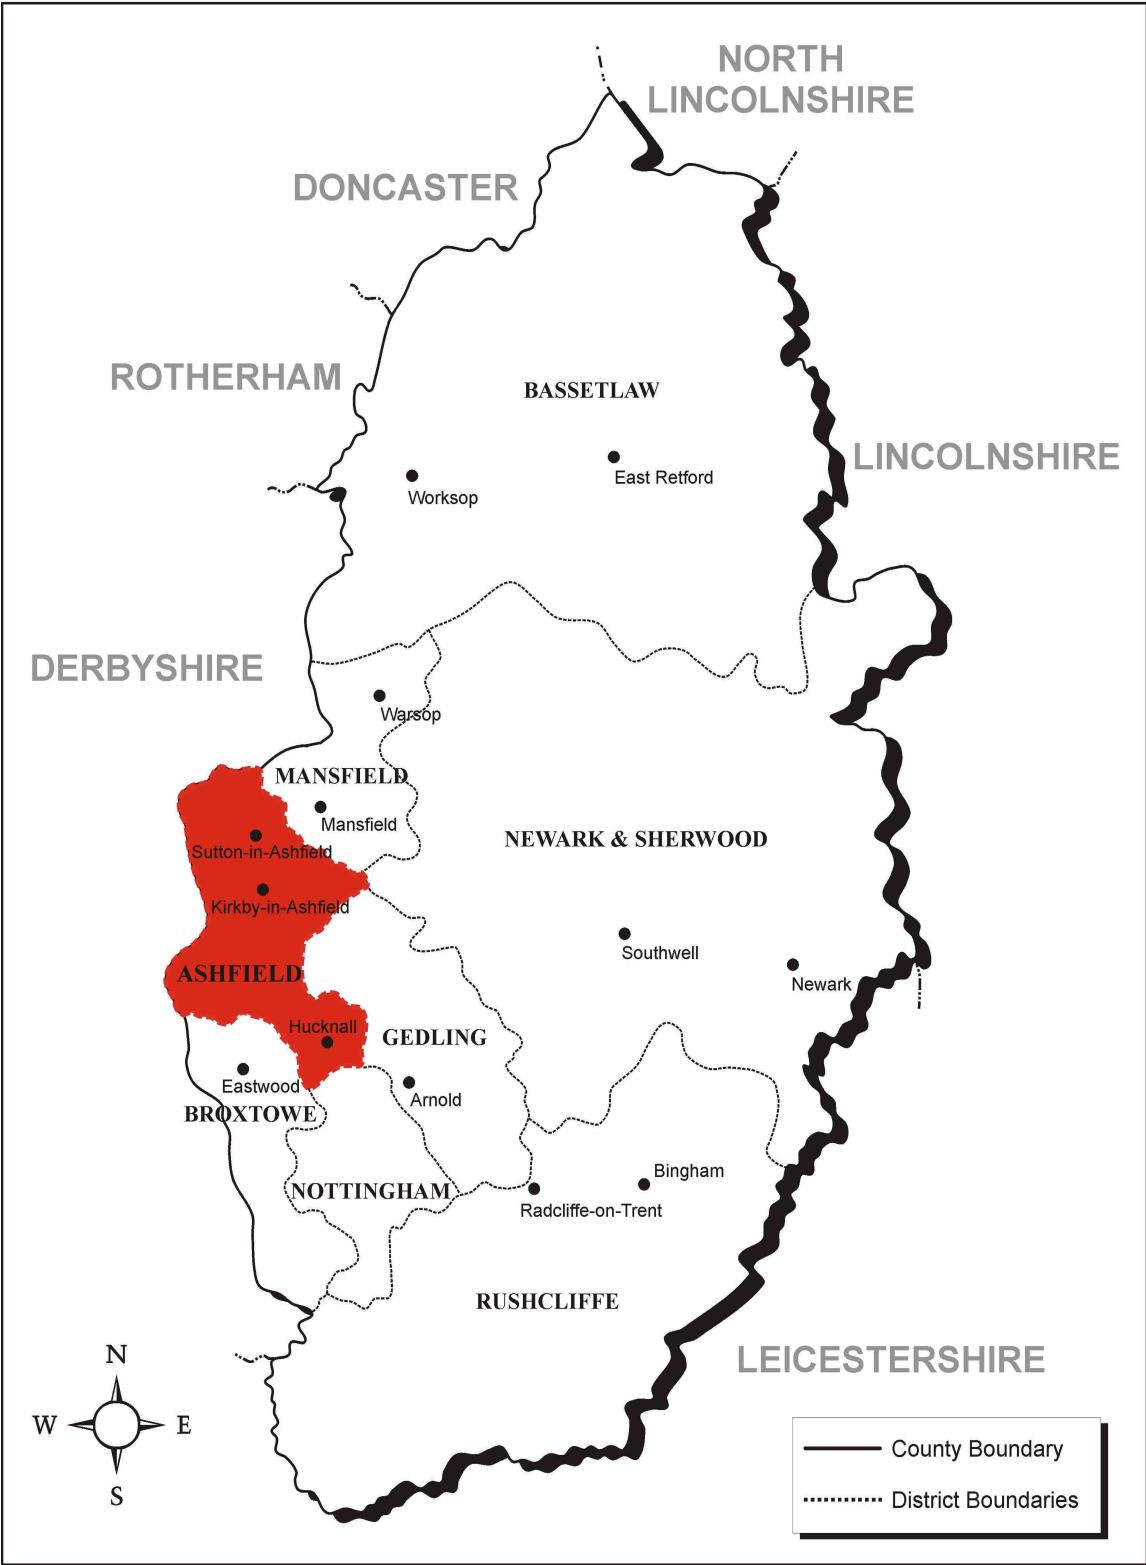 NORTH
LINCOLNSHIRE
DONCASTER
ROTHERHAM
BASSETLAW
LINCOLNSHIRE
East Retford
Worksop
DERBYSHIRE
Warsop
MANSFIELD
Mansfield
NEWARK & SHERWOOD
Sutton-in-Ashfield
Kirkby-in-Ashfield
Southwell
ASHFIELD
Newark
Hucknall
GEDLING
Eastwood
Arnold
BROXTOWE
Bingham
NOTTINGHAM
Radcliffe-on-Trent
RUSHCLIFFE
LEICESTERSHIRE
N
W E
S
County Boundary
District Boundaries